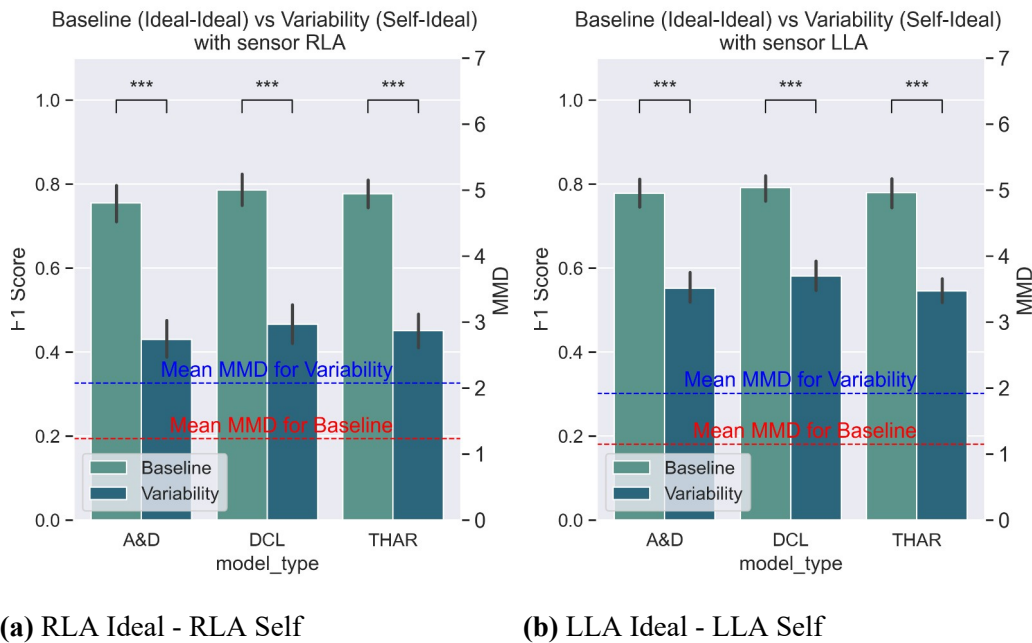 Baseline (Ideal-Ideal) vs Variability (Self-Ideal)
with sensor RLA
7
***
***
***
1.0
6
0.8
5
0.6
4
F1 Score
MMD
3
0.4
Mean MMD for Variability
2
Mean MMD for Baseline
0.2
1
Baseline
Variability
0.0
0
A&D
DCL
THAR
model_type
(a) RLA Ideal - RLA Self
Baseline (Ideal-Ideal) vs Variability (Self-Ideal)
with sensor LLA
7
***
***
***
1.0
6
0.8
5
0.6
4
F1 Score
MMD
3
0.4
Mean MMD for Variability
2
Mean MMD for Baseline
0.2
1
Baseline
Variability
0.0
0
A&D
DCL
THAR
model_type
(b) LLA Ideal - LLA Self